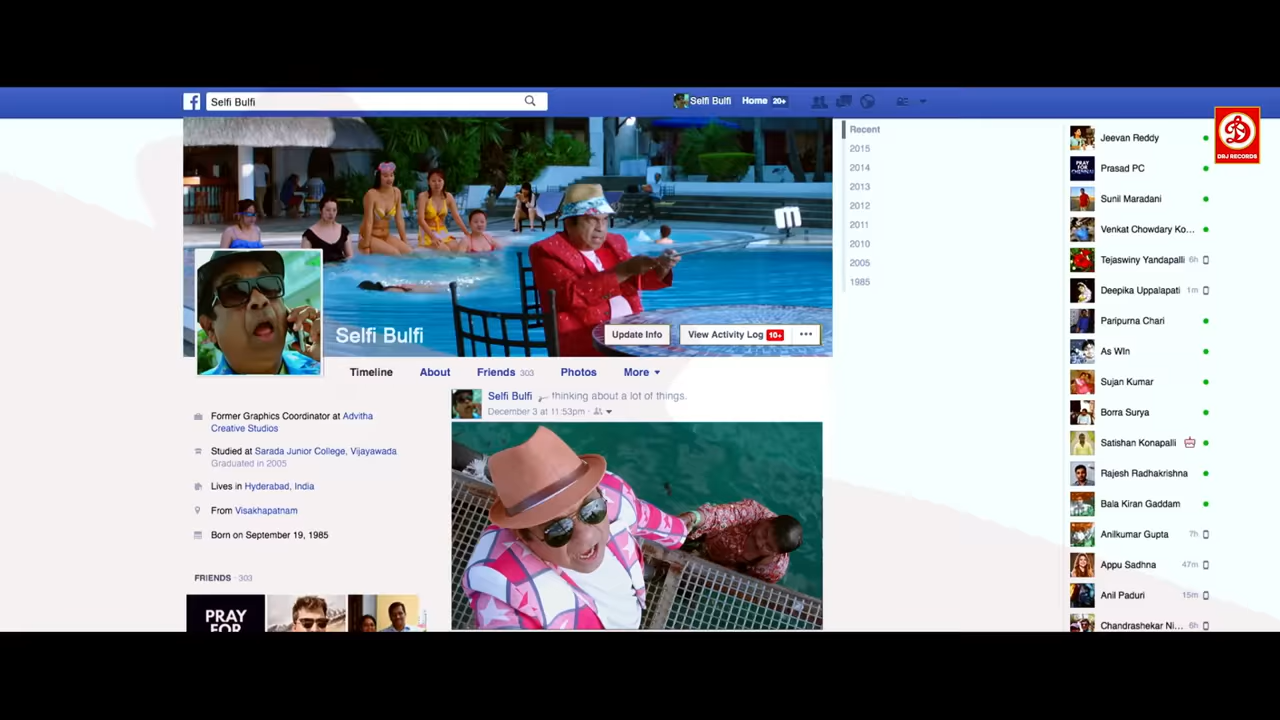 Selfi Bulfi
Selfi Bulfi Home 20+
DRJ RECORDS
Selfi Bulfi
Update Info
View Activity Log 10+
Timeline
About
Friends 303
Photos
More
Recent
2015
2014
2013
2012
2011
2010
2005
1985
Former Graphics Coordinator at Advitha
Creative Studios
Studied at Sarada Junior College, Vijayawada
Graduated in 2005
Lives in Hyderabad, India
From Visakhapatnam
Born on September 19, 1985
FRIENDS · 303
PRAY
FOR
Selfi Bulfi thinking about a lot of things.
December 3 at 11:53pm ·
Jeevan Reddy
PRAY
FOR
Prasad PC
Sunil Maradani
Venkat Chowdary Ko...
Tejaswiny Yandapalli 6h
Deepika Uppalapati 1m
Paripurna Chari
As WIn
Sujan Kumar
Borra Surya
Satishan Konapalli
Rajesh Radhakrishna
Bala Kiran Gaddam
Anilkumar Gupta 7h
Appu Sadhna 47m
Anil Paduri 15m
Chandrashekar Ni... 6h